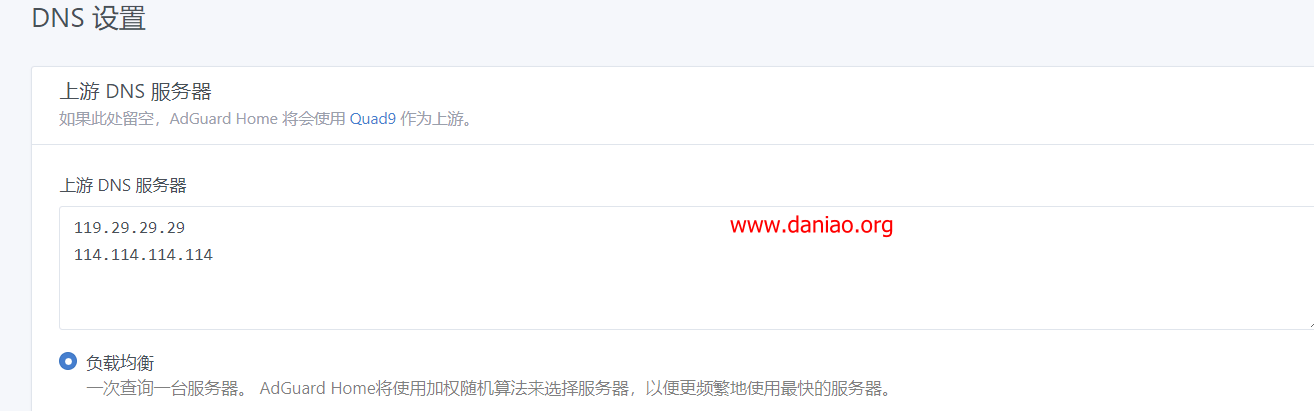 DNS 设置
上游 DNS 服务器
如果此处留空，AdGuard Home 将会使用 Quad9 作为上游。
上游 DNS 服务器
119.29.29.29
www.daniao.org
114.114.114.114
负载均衡
一次查询一台服务器。 AdGuard Home将使用加权随机算法来选择服务器，以便更频繁地使用最快的服务器。